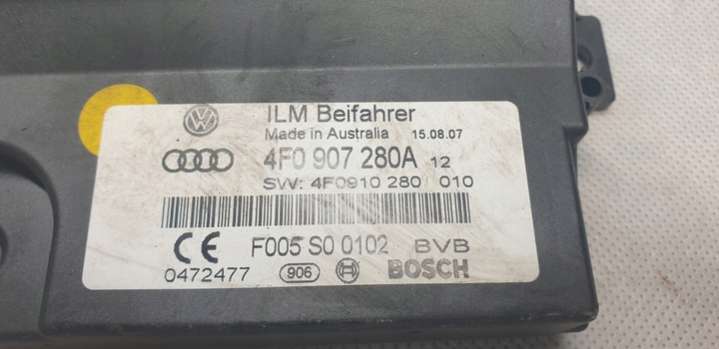 ILM Beifahrer
Made in Australia 15.08.07
4F0 907 280A 12
SW: 4F0910 280 010
CE F005 S0 0102 BVB
0472477 906 BOSCH